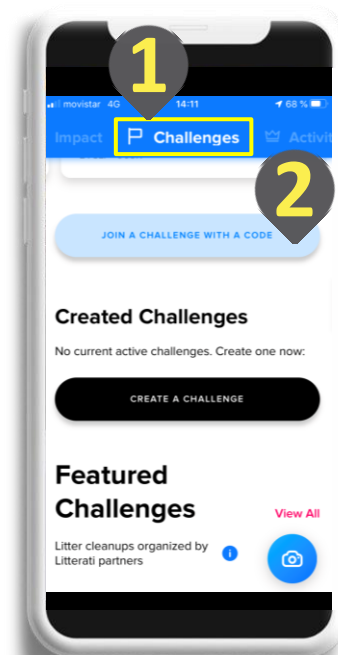 1
movistar 4G 14:11 68 %
Impact Challenges Activit
2
JOIN A CHALLENGE WITH A CODE
Created Challenges
No current active challenges. Create one now:
CREATE A CHALLENGE
Featured
Challenges
View All
Litter cleanups organized by
Litterati partners